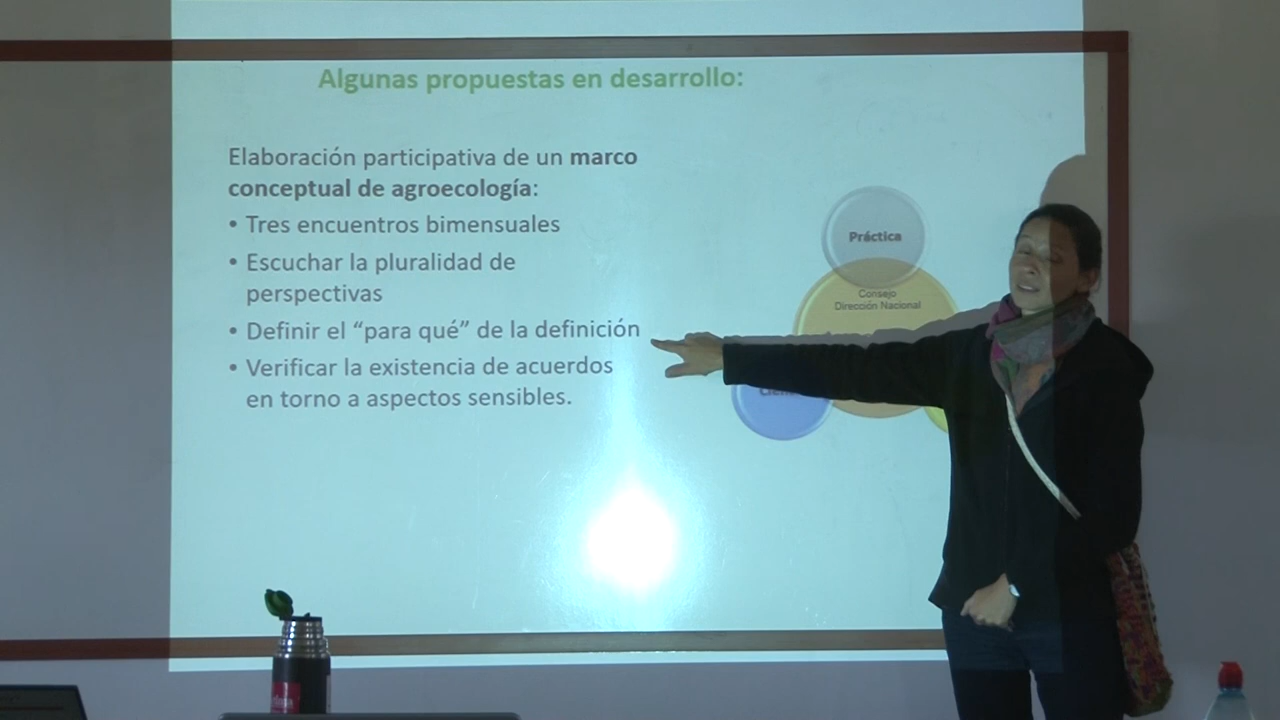 Algunas propuestas en desarrollo:
Elaboración participativa de un marco
conceptual de agroecología:
• Tres encuentros bimensuales
• Escuchar la pluralidad de
perspectivas
• Definir el “para qué” de la definición
• Verificar la existencia de acuerdos
en torno a aspectos sensibles.
Práctica
Consejo
Dirección Nacional